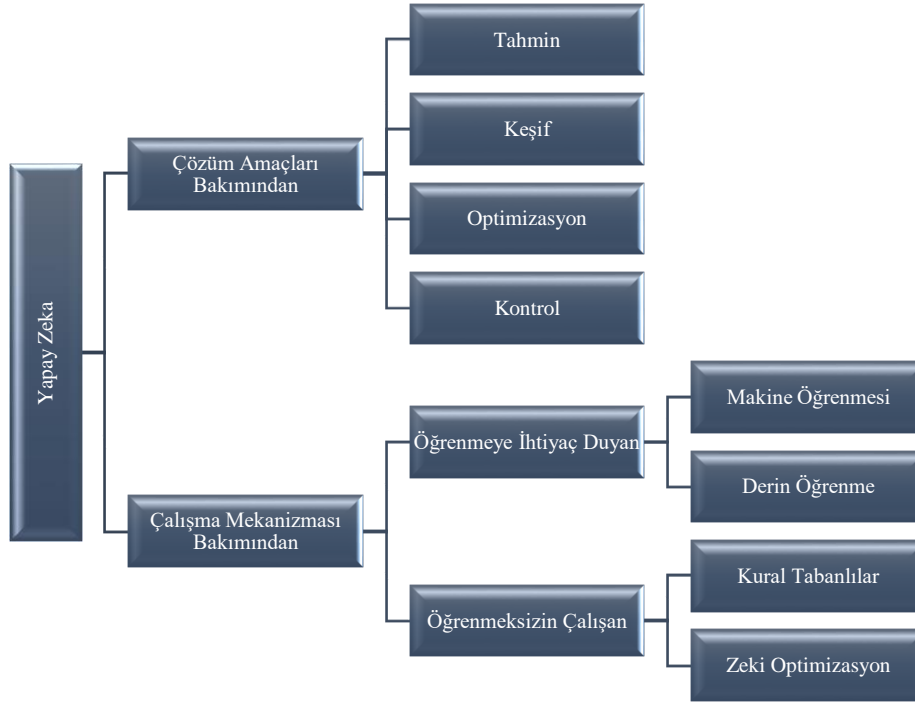 Yapay Zeka
Çözüm Amaçları
Bakımından
Tahmin
Keşif
Optimizasyon
Kontrol
Çalışma Mekanizması
Bakımından
Öğrenmeye İhtiyaç Duyan
Makine Öğrenmesi
Derin Öğrenme
Öğrenmeksizin Çalışan
Kural Tabanlılar
Zeki Optimizasyon